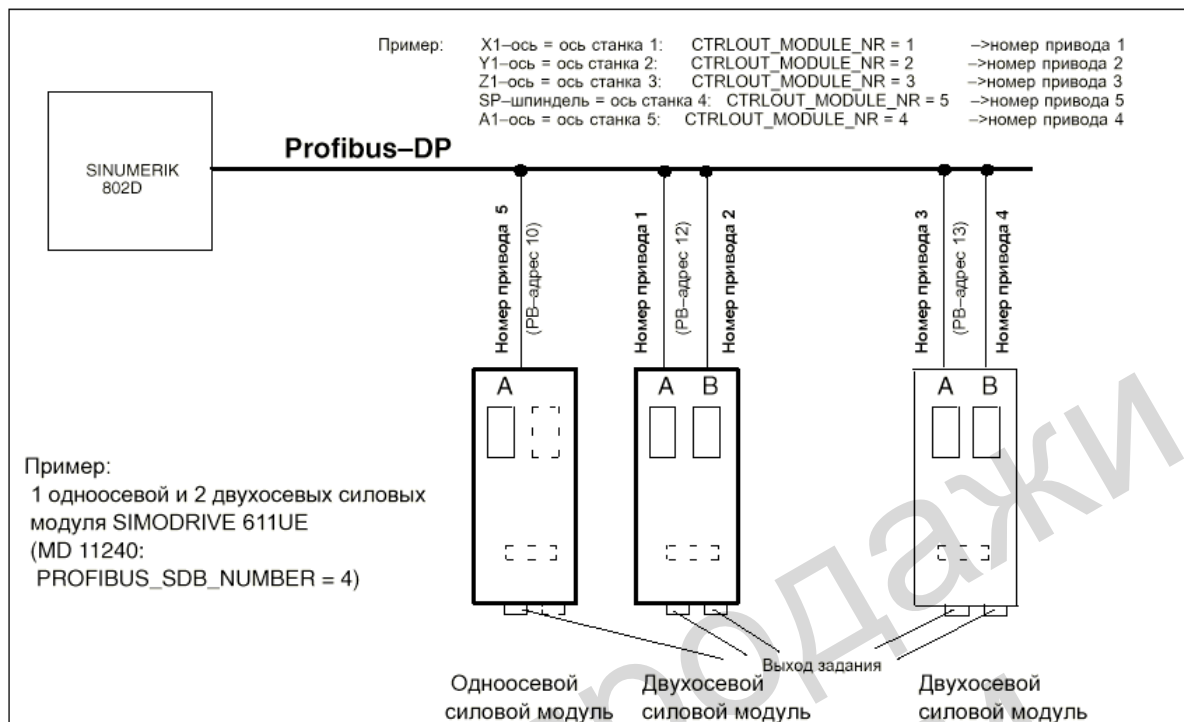 Пример: X1–ось = ось станка 1: CTRLOUT_MODULE_NR = 1 –>номер привода 1
Y1–ось = ось станка 2: CTRLOUT_MODULE_NR = 2 –>номер привода 2
Z1–ось = ось станка 3: CTRLOUT_MODULE_NR = 3 –>номер привода 3
SP–шпиндель = ось станка 4: CTRLOUT_MODULE_NR = 5 –>номер привода 5
A1–ось = ось станка 5: CTRLOUT_MODULE_NR = 4 –>номер привода 4
Profibus–DP
SINUMERIK
802D
Номер привода 5
(PB–адрес 10)
Номер привода 1
(PB–адрес 12)
Номер привода 2
Номер привода 3
(PB–адрес 13)
Номер привода 4
A
A B
A B
Пример:
1 одноосевой и 2 двухосевых силовых
модуля SIMODRIVE 611UE
(MD 11240:
PROFIBUS_SDB_NUMBER = 4)
Выход задания
Одноосевой
силовой модуль
Двухосевой
силовой модуль
Двухосевой
силовой модуль